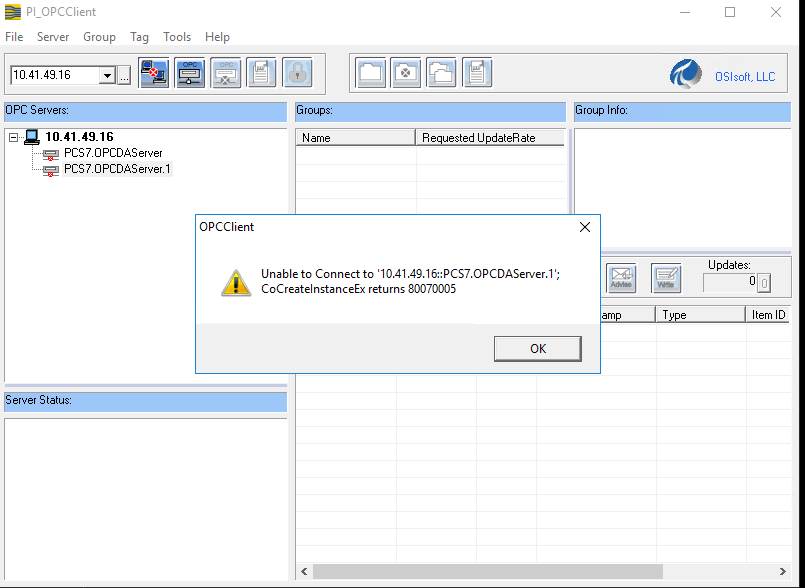 PI_OPCClient
File Server Group Tag Tools Help
10.41.49.16 ...
OPC
OPC
OSIsoft, LLC
OPC Servers:
Groups:
Group Info:
10.41.49.16
PCS7.OPCDAServer
PCS7.OPCDAServer.1
Name Requested UpdateRate
OPCClient
Unable to Connect to '10.41.49.16::PCS7.OPCDAServer.1';
CoCreateInstanceEx returns 80070005
OK
Advise
Write
Updates:
0
0
amp Type Item ID
Server Status: